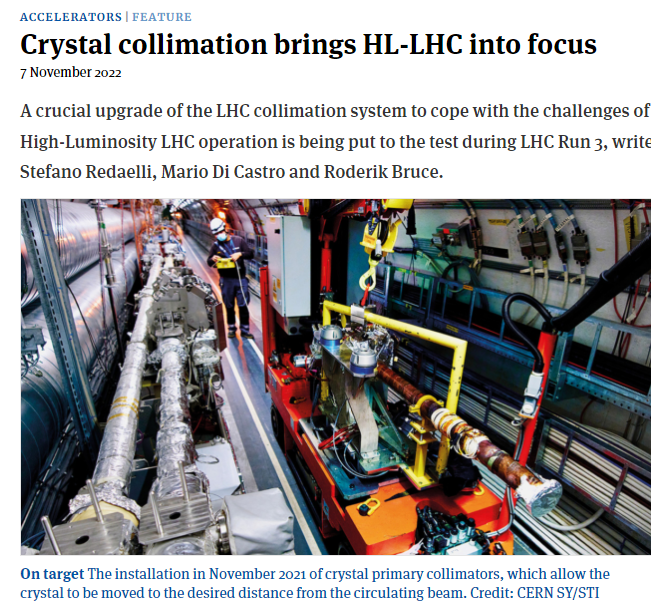 ACCELERATORS | FEATURE
Crystal collimation brings HL-LHC into focus
7 November 2022
A crucial upgrade of the LHC collimation system to cope with the challenges of
High-Luminosity LHC operation is being put to the test during LHC Run 3, write
Stefano Redaelli, Mario Di Castro and Roderik Bruce.
On target The installation in November 2021 of crystal primary collimators, which allow the
crystal to be moved to the desired distance from the circulating beam. Credit: CERN SY/STI